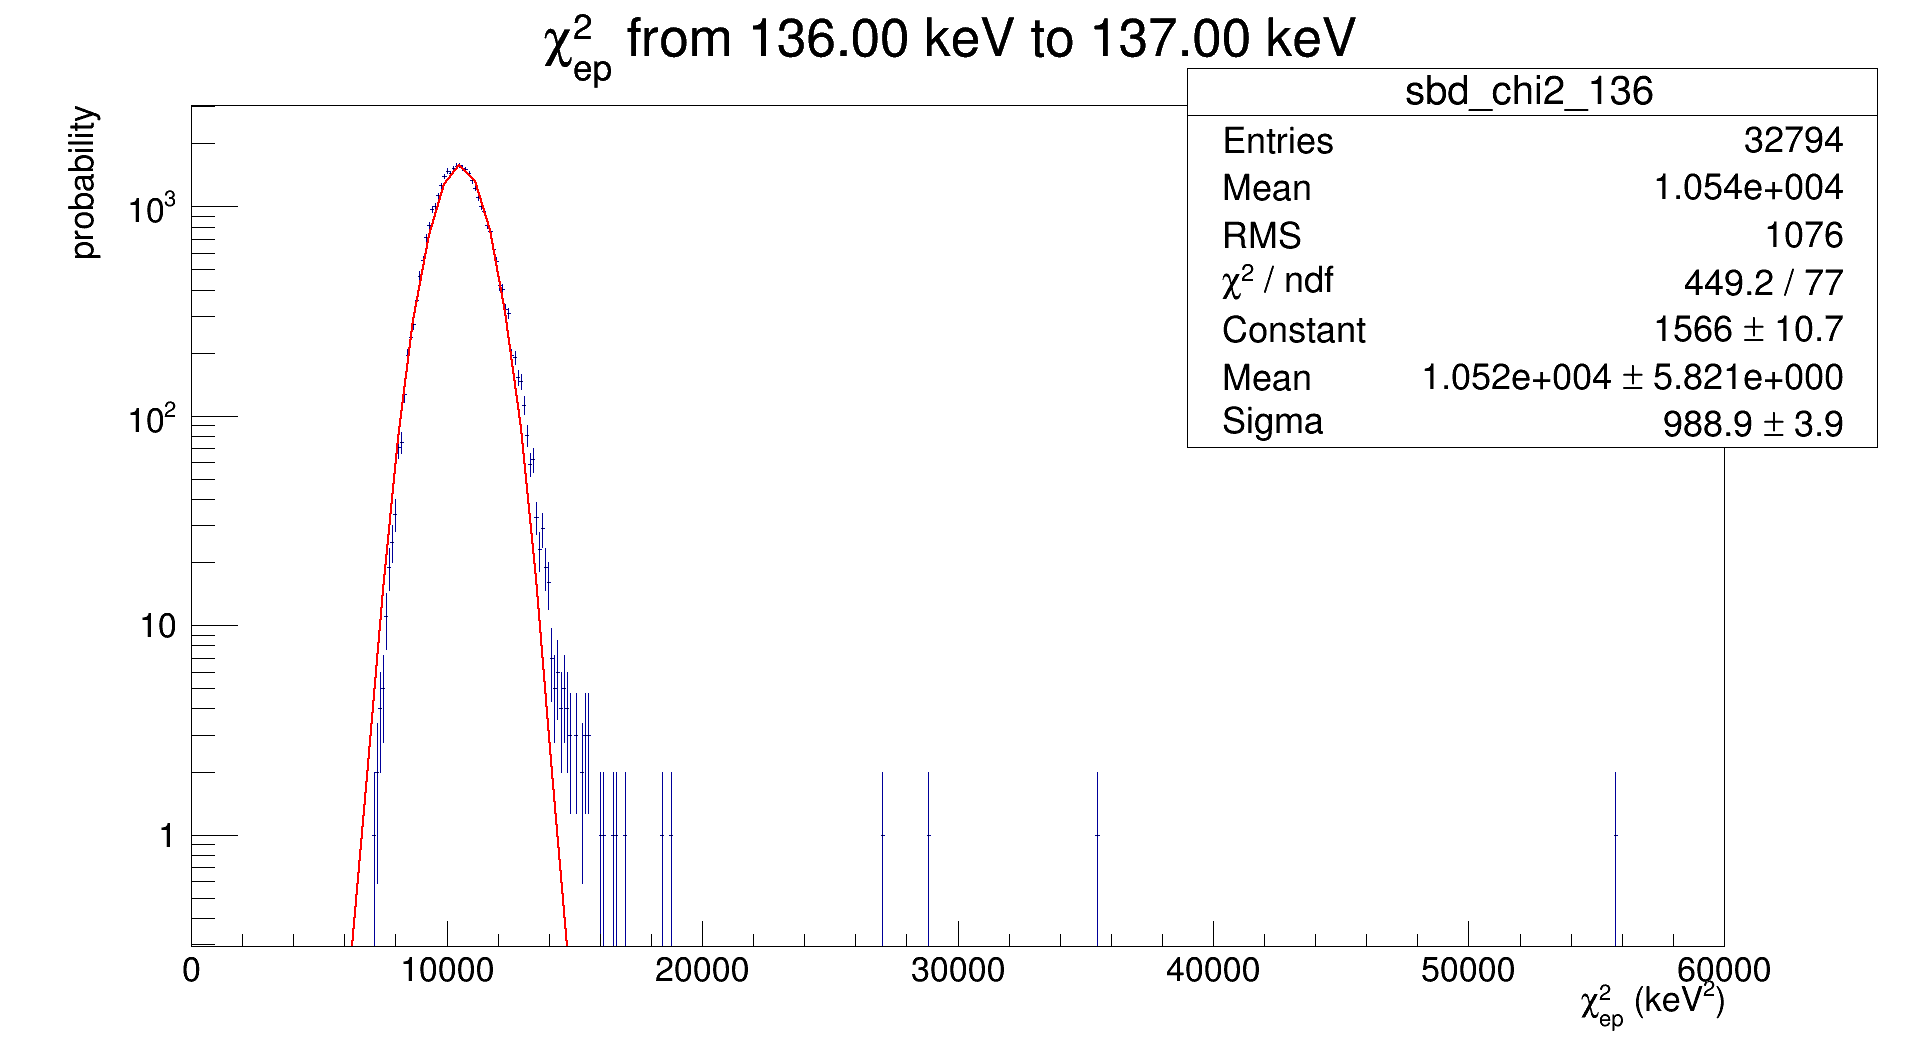 χ²ep from 136.00 keV to 137.00 keV
sbd_chi2_136
Entries 32794
Mean 1.054e+004
RMS 1076
χ² / ndf 449.2 / 77
Constant 1566 ± 10.7
Mean 1.052e+004 ± 5.821e+000
Sigma 988.9 ± 3.9
probability
10³
10²
10
1
0 10000 20000 30000 40000 50000 60000
χ²ep (keV²)